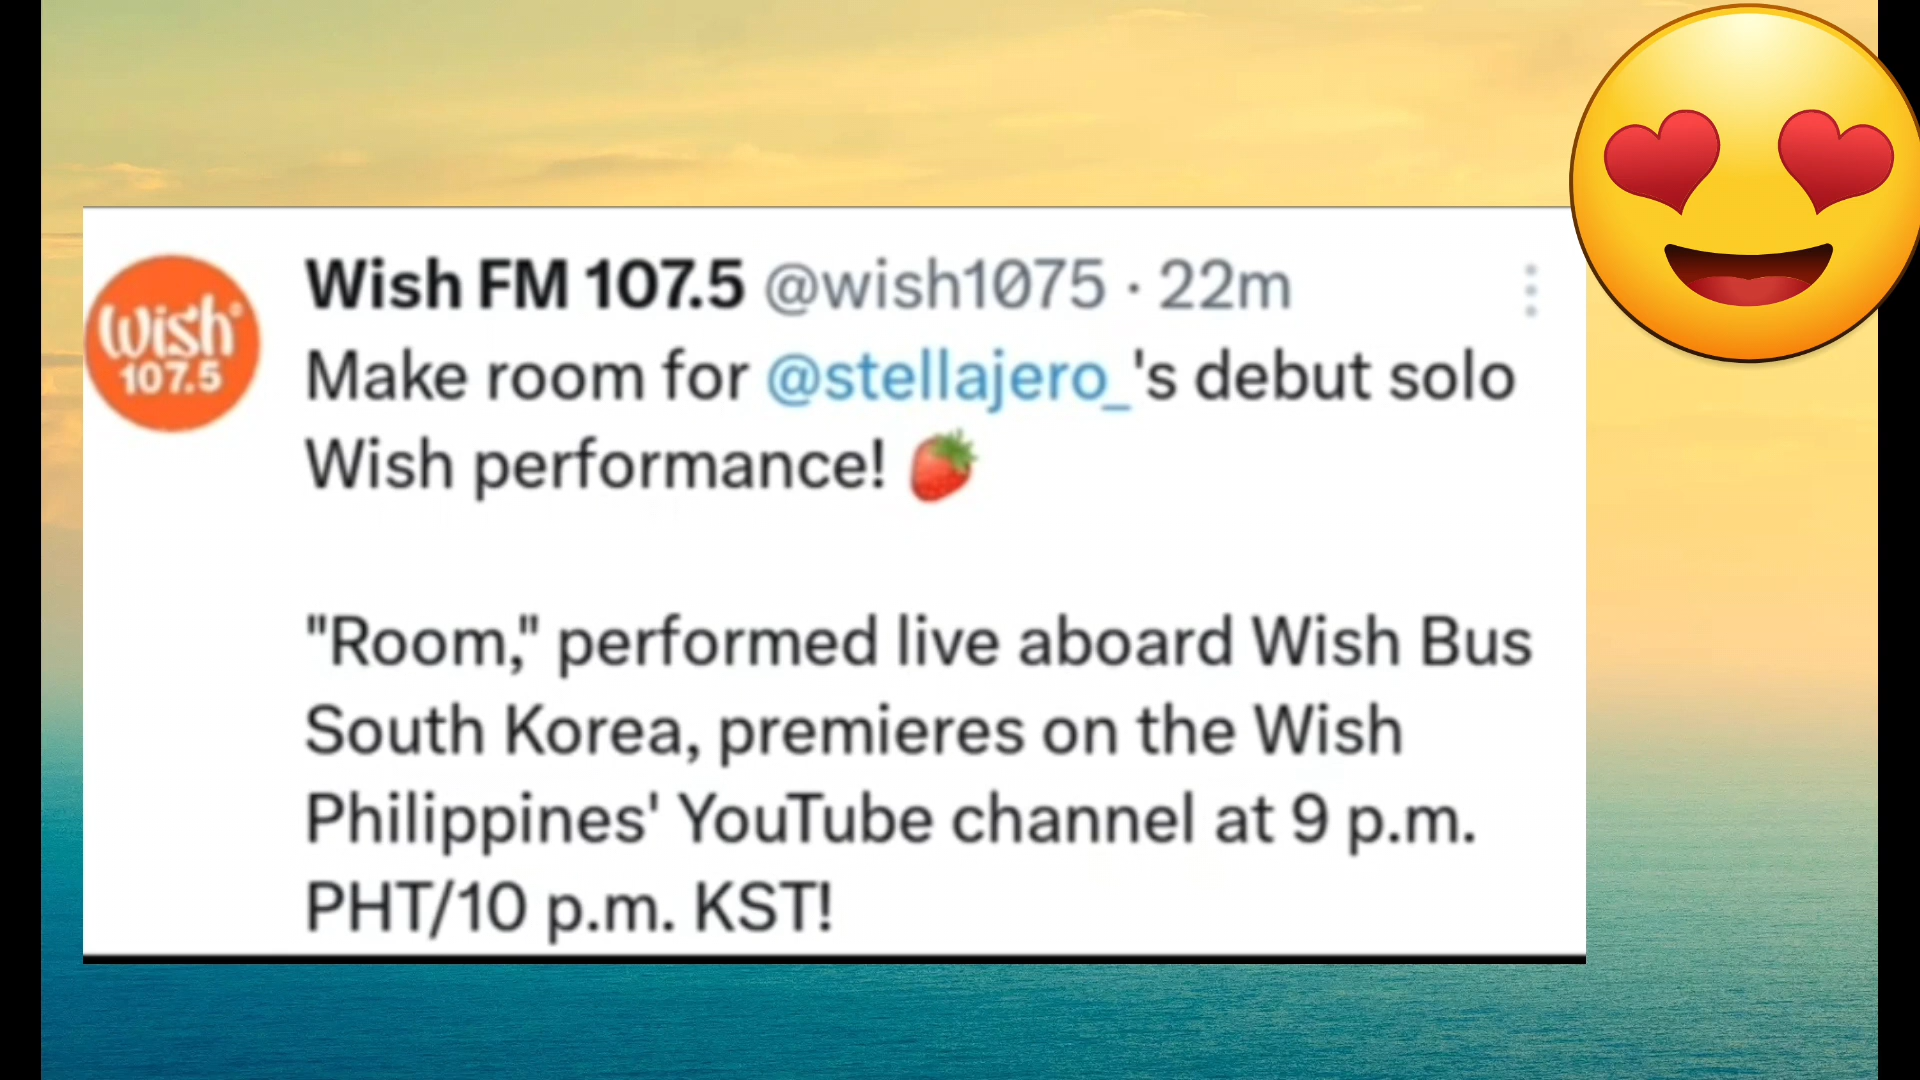 Wish®
107.5
Wish FM 107.5 @wish1075 · 22m
Make room for @stellajero_'s debut solo
Wish performance! 🍓
"Room," performed live aboard Wish Bus
South Korea, premieres on the Wish
Philippines' YouTube channel at 9 p.m.
PHT/10 p.m. KST!